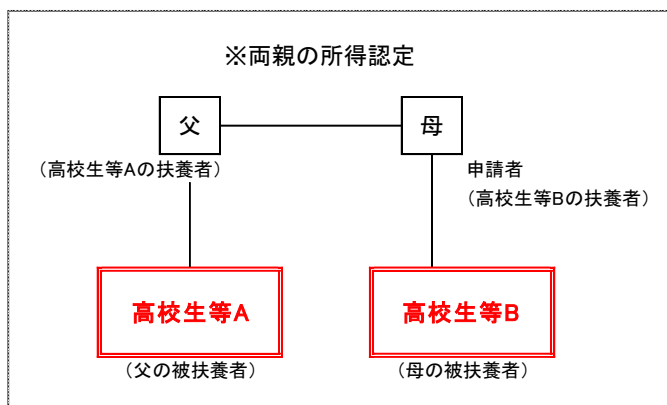 ※両親の所得認定
父
母
(高校生等Aの扶養者)
申請者
(高校生等Bの扶養者)
高校生等A
高校生等B
(父の被扶養者)
(母の被扶養者)